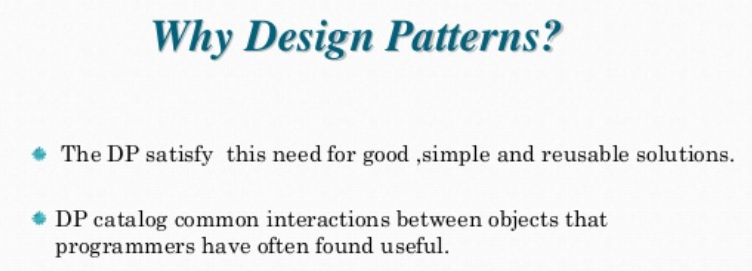 Why Design Patterns?
The DP satisfy this need for good ,simple and reusable solutions.
DP catalog common interactions between objects that
programmers have often found useful.